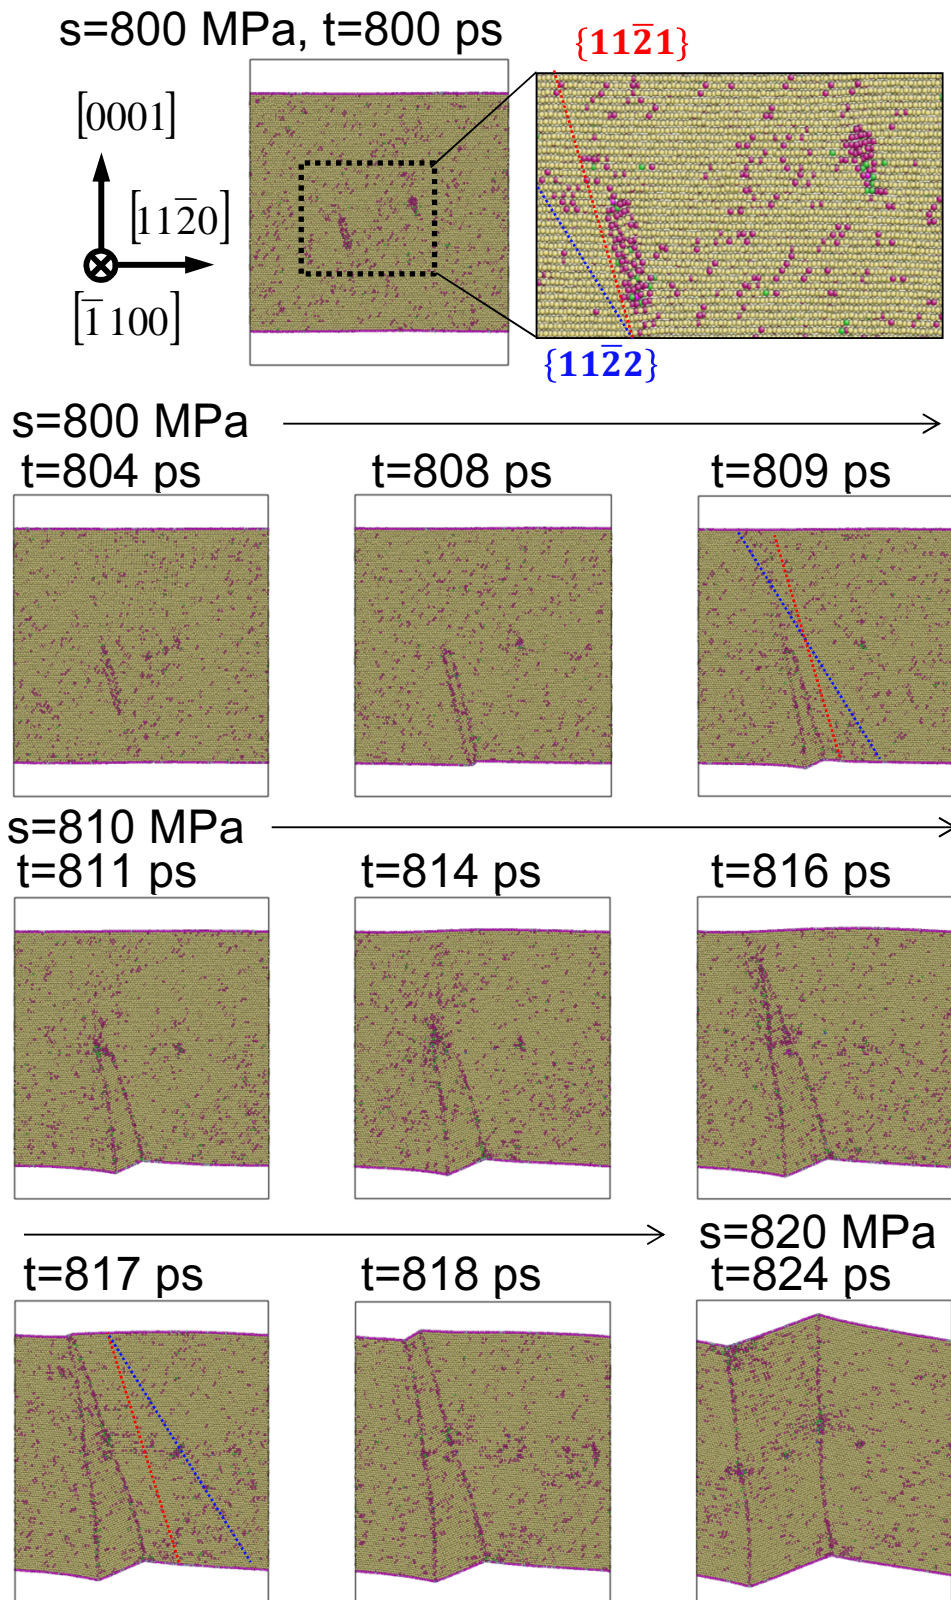 s=800 MPa, t=800 ps
{112̅1}
[0001]
[112̅0]
[1̅100]
{112̅2}
s=800 MPa
t=804 ps t=808 ps t=809 ps
s=810 MPa
t=811 ps t=814 ps t=816 ps
s=820 MPa
t=817 ps t=818 ps t=824 ps